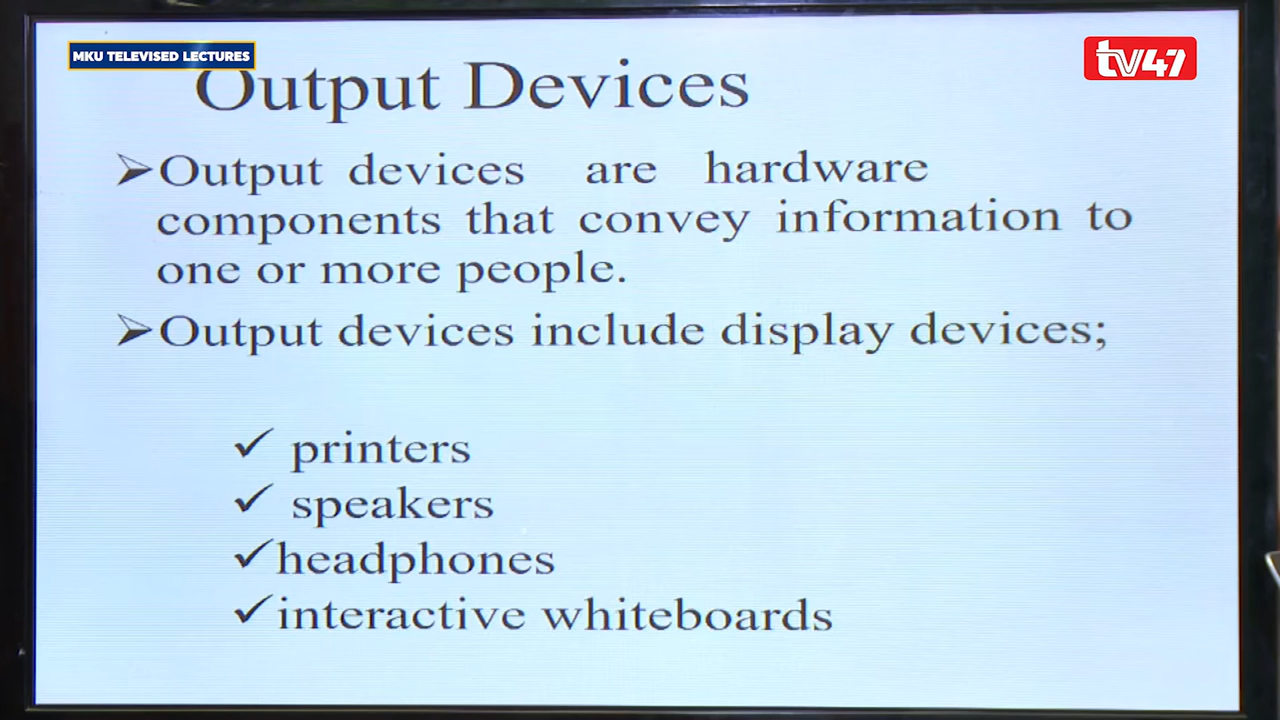 MKU TELEVISED LECTURES
tv47
Output Devices
➢Output devices are hardware
components that convey information to
one or more people.
➢Output devices include display devices;
✓ printers
✓ speakers
✓headphones
✓interactive whiteboards